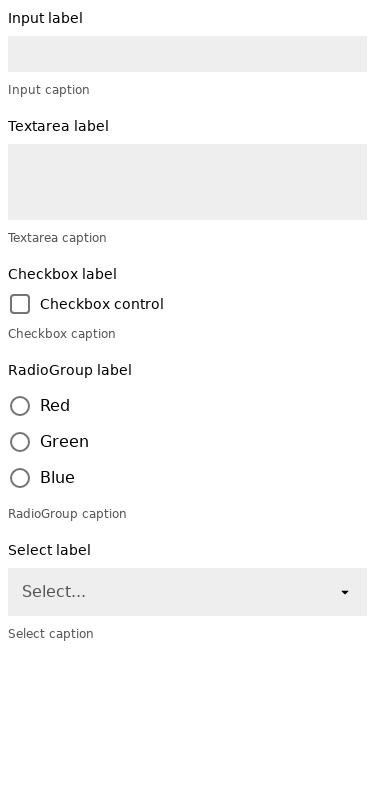 Input label
Input caption
Textarea label
Textarea caption
Checkbox label
Checkbox control
Checkbox caption
RadioGroup label
Red
Green
Blue
RadioGroup caption
Select label
Select...
Select caption